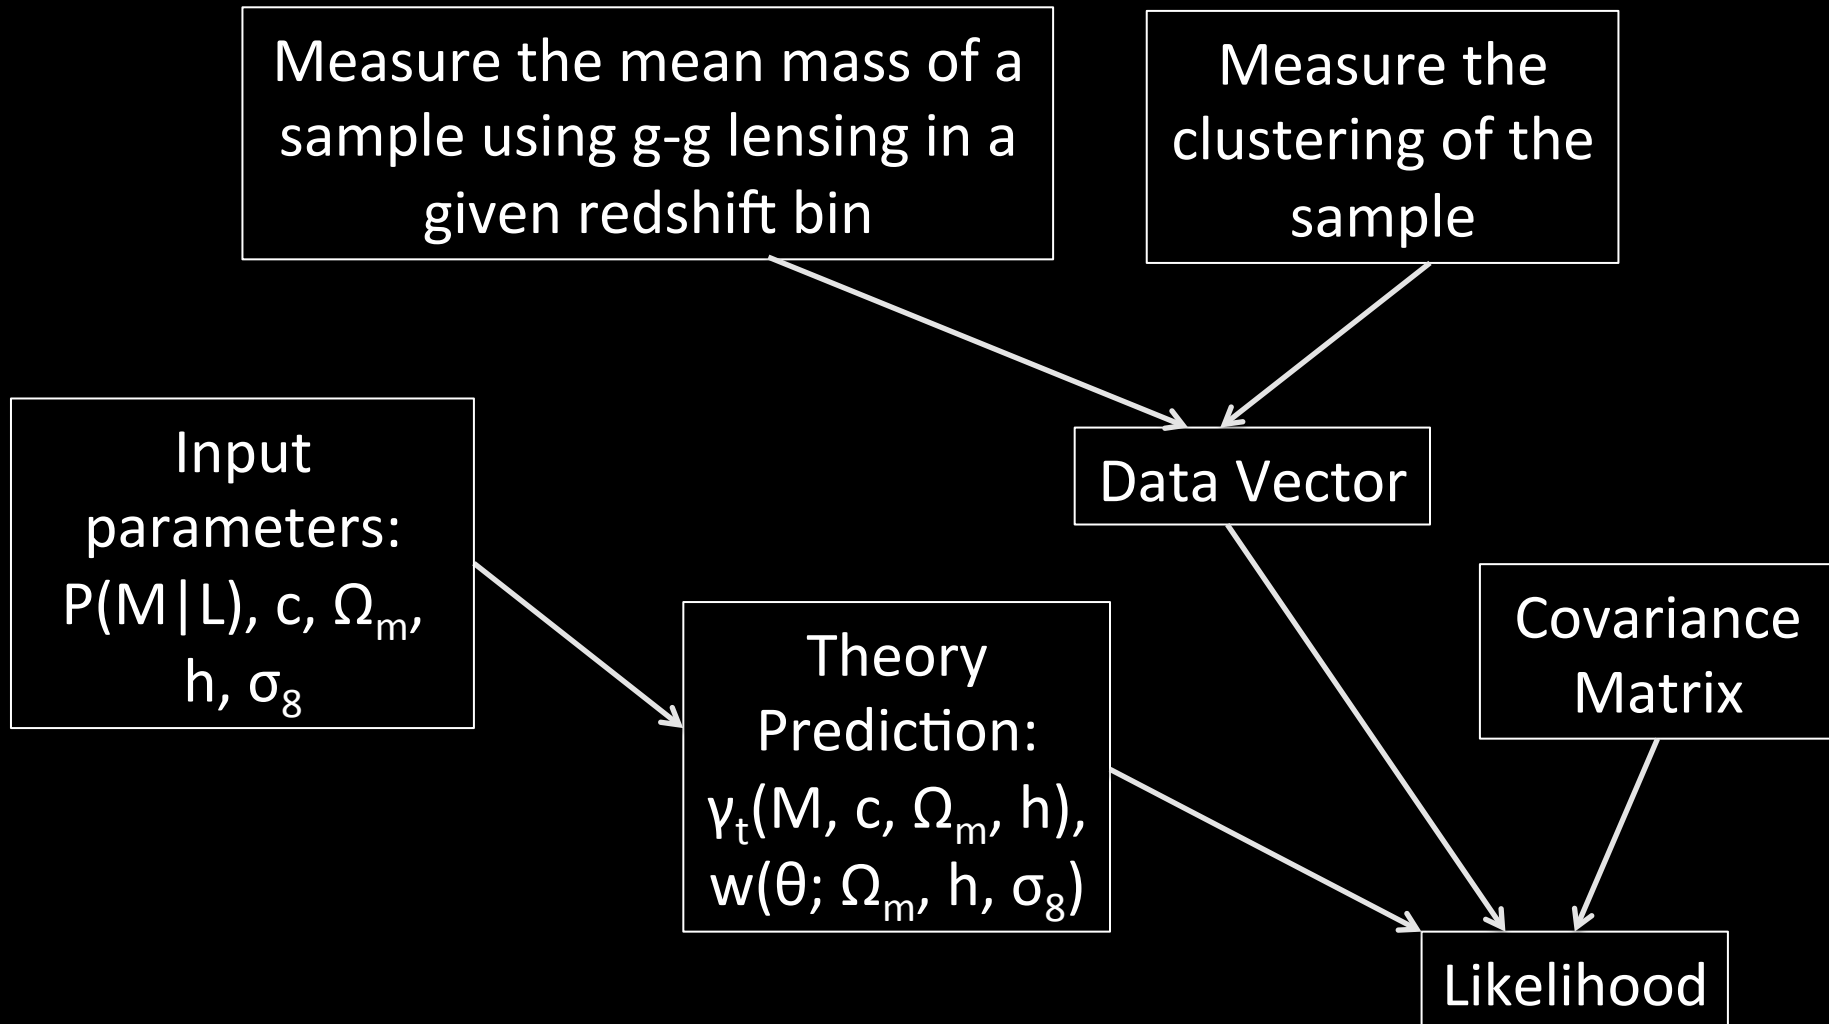 Measure the mean mass of a
sample using g-g lensing in a
given redshift bin
Measure the
clustering of the
sample
Input
parameters:
P(M|L), c, Ωₘ,
h, σ₈
Data Vector
Theory
Prediction:
γₜ(M, c, Ωₘ, h),
w(θ; Ωₘ, h, σ₈)
Covariance
Matrix
Likelihood